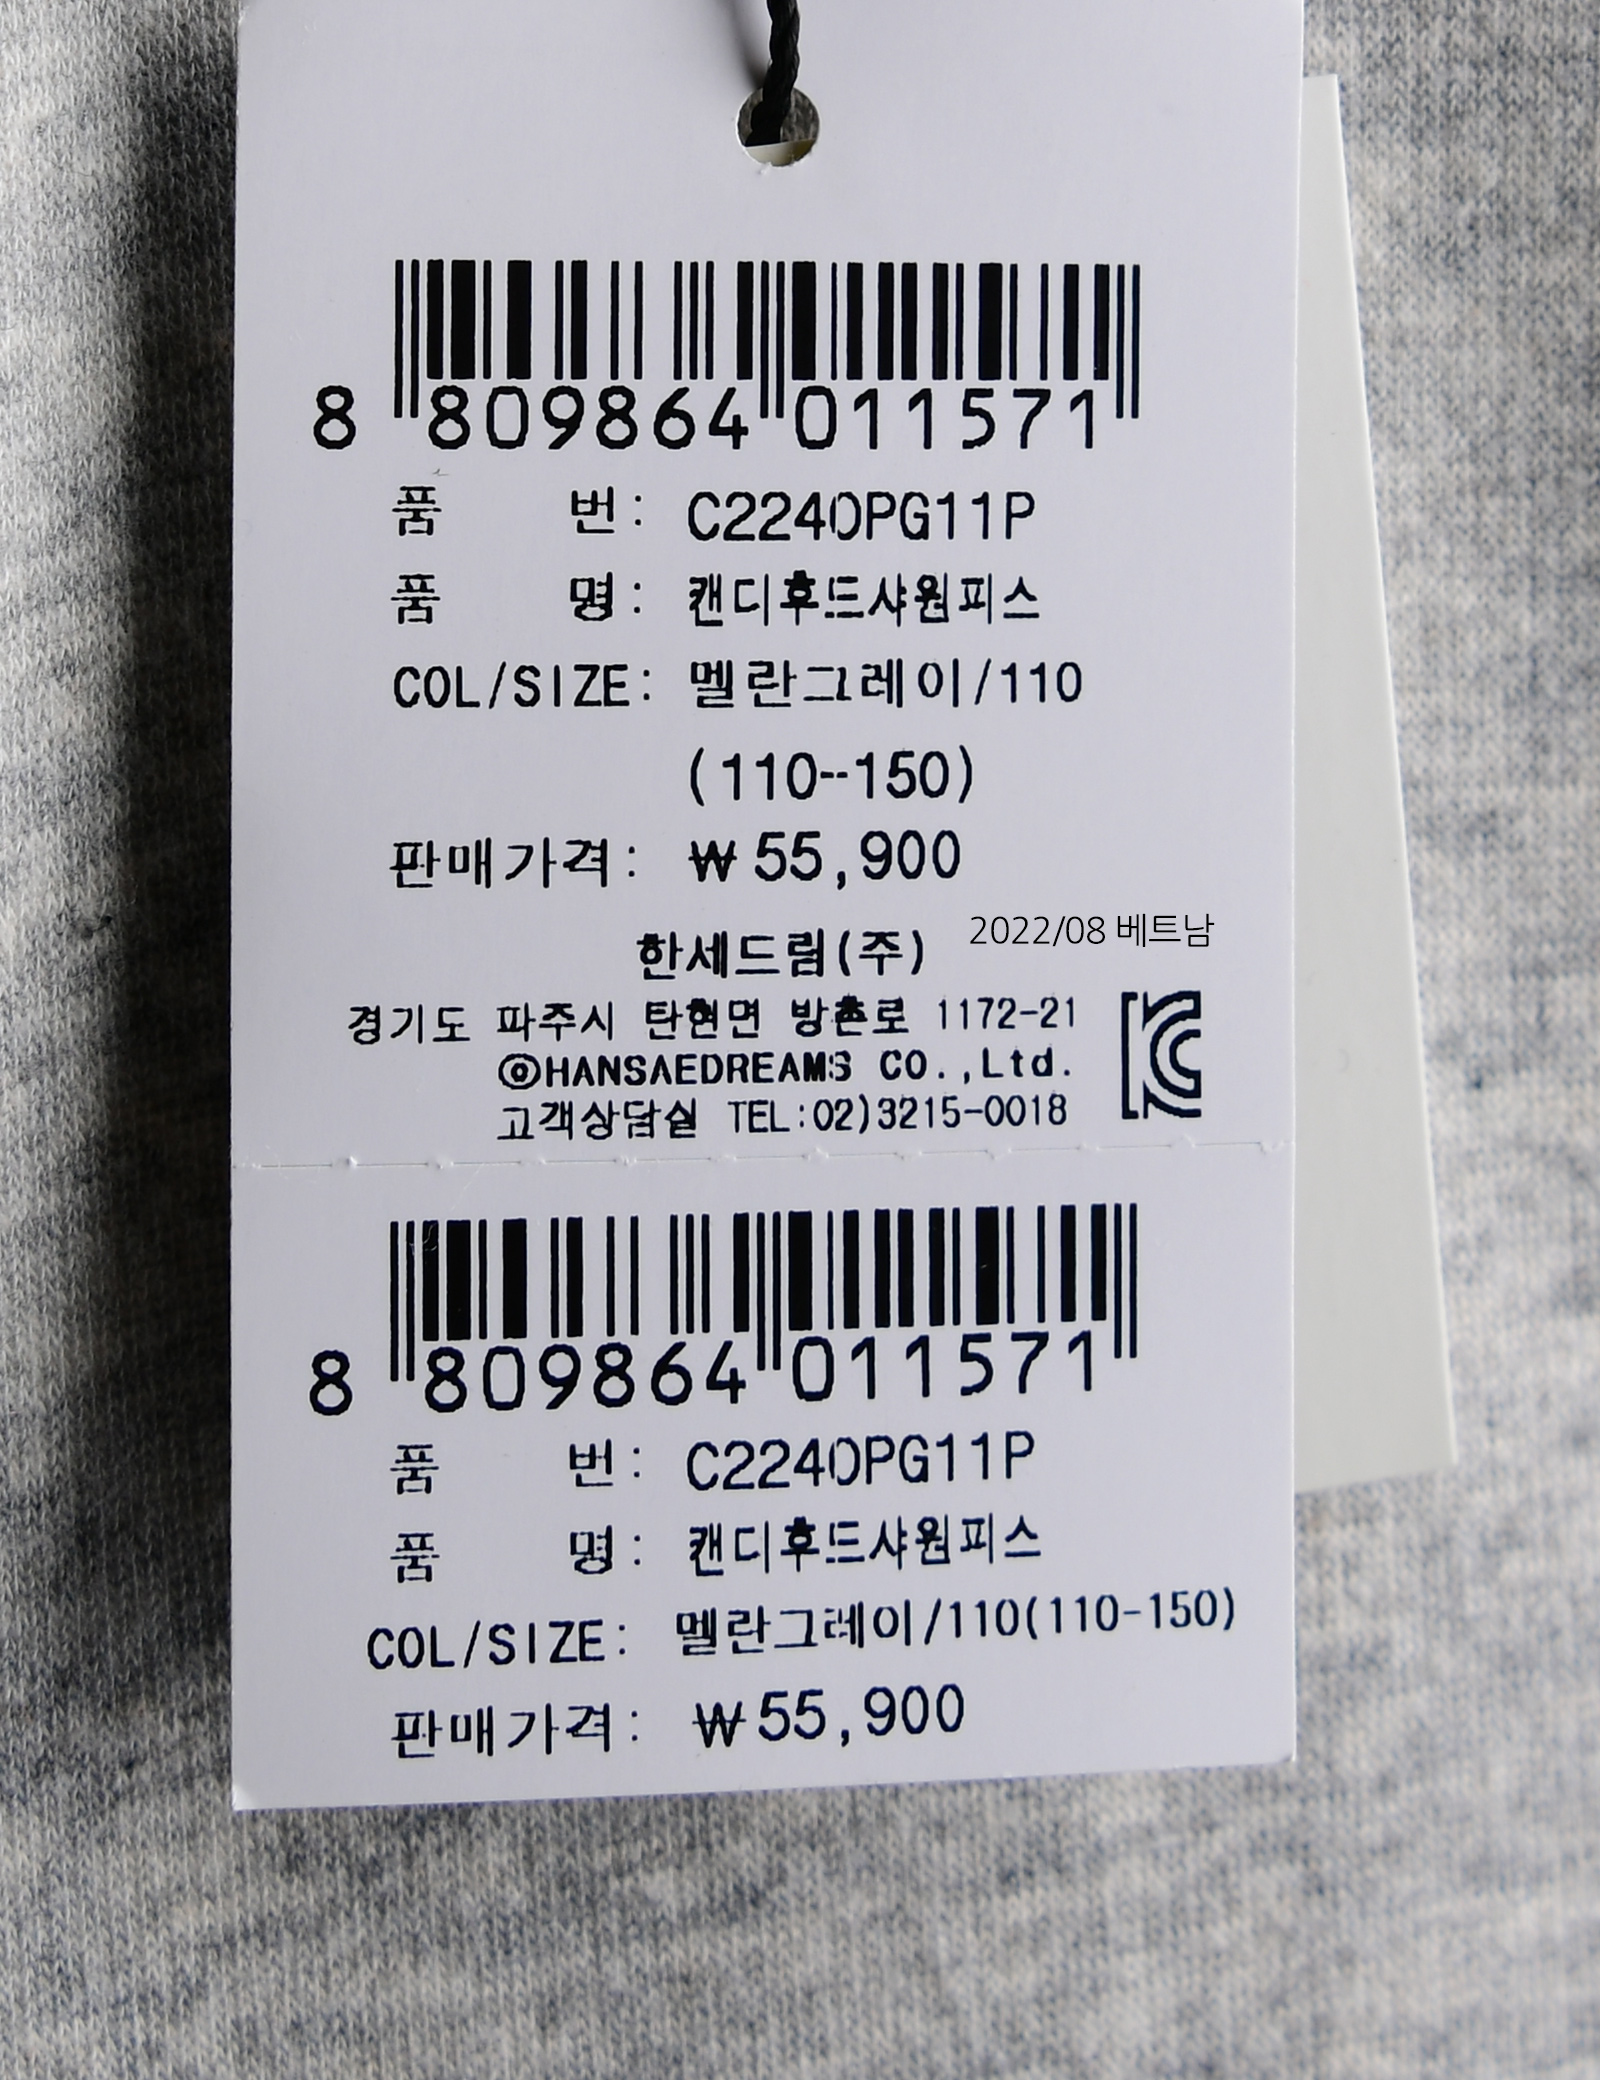 8 809864 011571
품 번: C224OPG11P
품 명: 캔디후드샤원피스
COL/SIZE: 멜란그레이/110
(110--150)
판매가격: ₩55,900
한세드림(주) 2022/08 베트남
경기도 파주시 탄현면 방촌로 1172-21
©HANSAEDREAMS CO.,Ltd.
고객상담실 TEL:02)3215-0018
8 809864 011571
품 번: C224OPG11P
품 명: 캔디후드샤원피스
COL/SIZE: 멜란그레이/110(110-150)
판매가격: ₩55,900